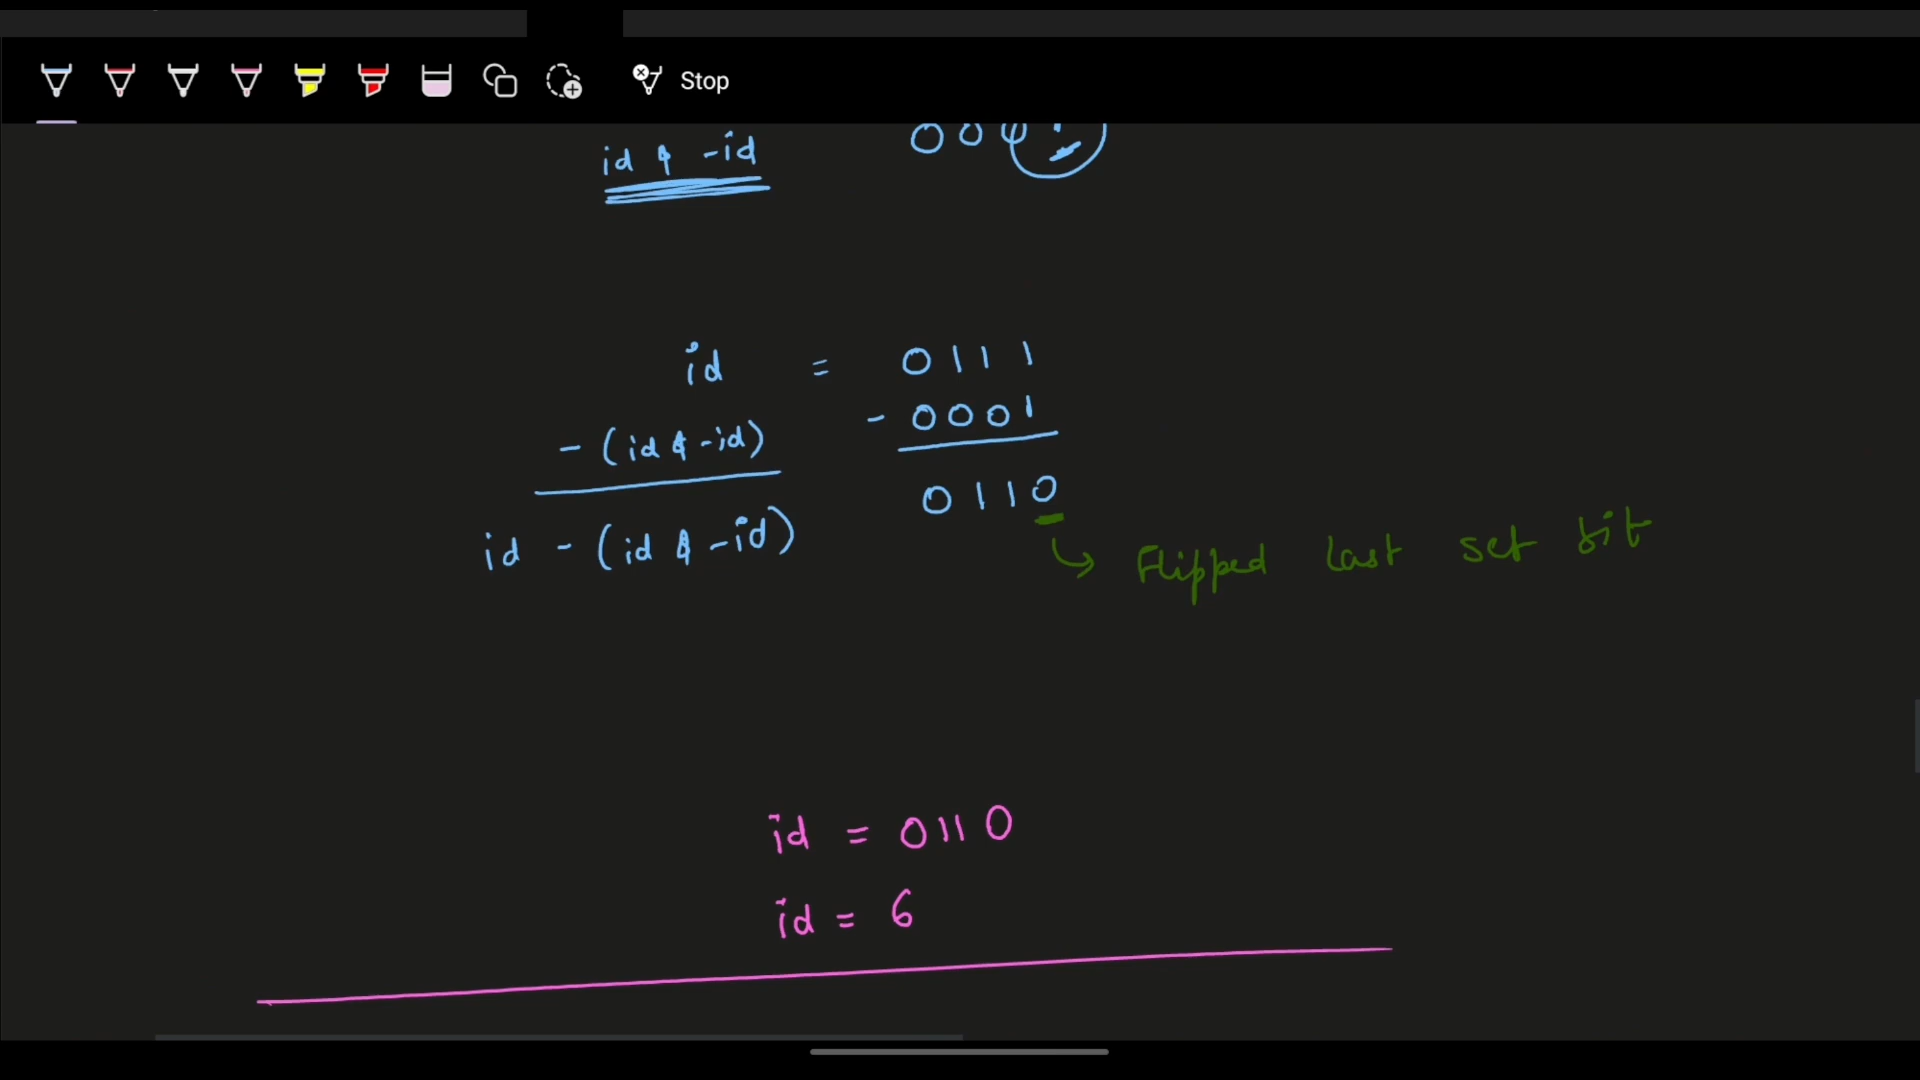 Stop
id & -id 000
id = 0111
- (id & -id) - 0001
id - (id & -id) 0110
Flipped last set bit
id = 0110
id = 6